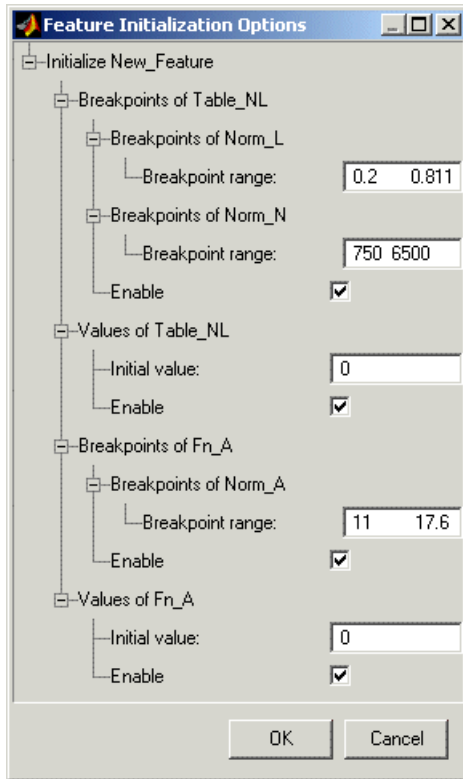 Feature Initialization Options
Initialize New_Feature
Breakpoints of Table_NL
Breakpoints of Norm_L
Breakpoint range: 0.2 0.811
Breakpoints of Norm_N
Breakpoint range: 750 6500
Enable
Values of Table_NL
Initial value: 0
Enable
Breakpoints of Fn_A
Breakpoints of Norm_A
Breakpoint range: 11 17.6
Enable
Values of Fn_A
Initial value: 0
Enable
OK Cancel